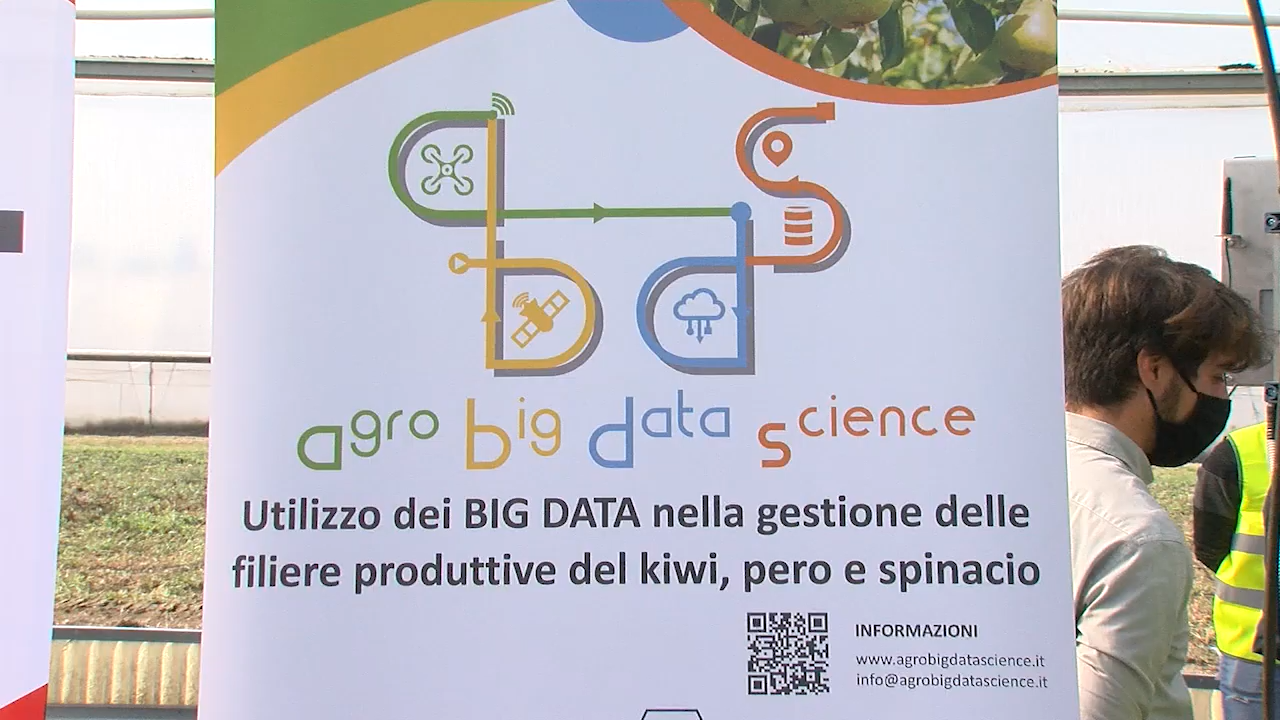 agro big data science
Utilizzo dei BIG DATA nella gestione delle
filiere produttive del kiwi, pero e spinacio
INFORMAZIONI
www.agrobigdatascience.it
info@agrobigdatascience.it